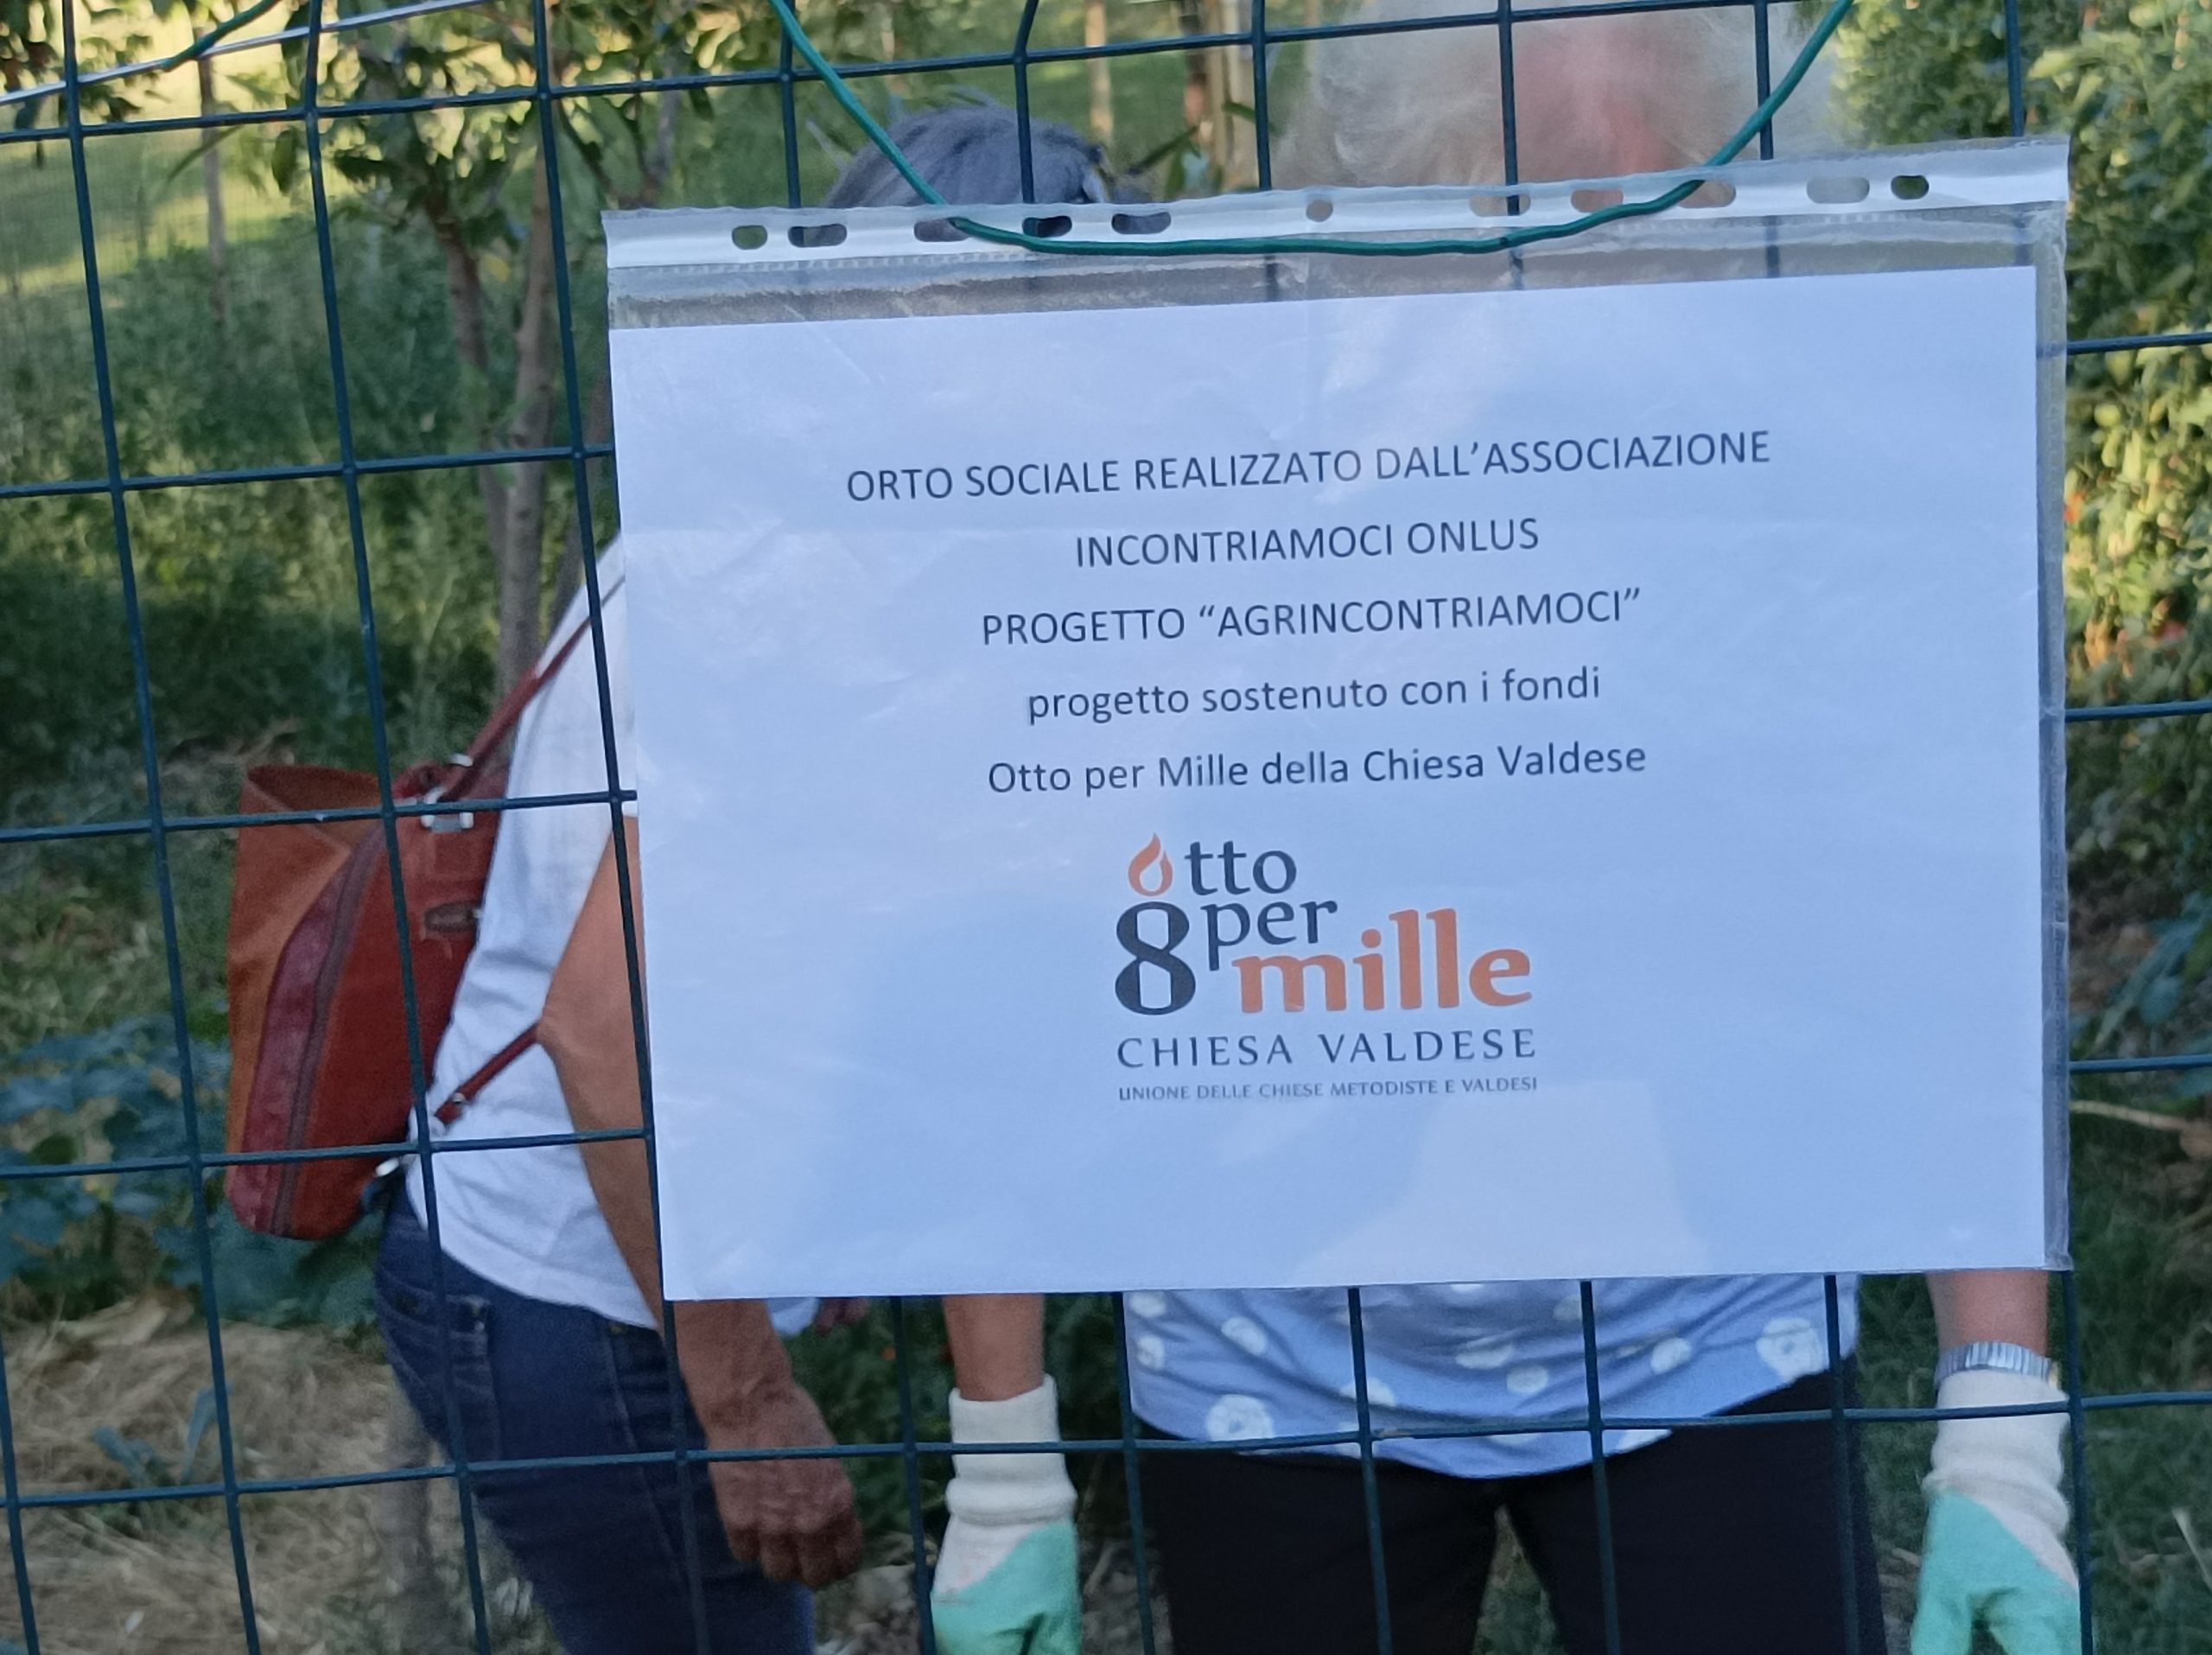 ORTO SOCIALE REALIZZATO DALL'ASSOCIAZIONE
INCONTRIAMOCI ONLUS
PROGETTO “AGRINCONTRIAMOCI”
progetto sostenuto con i fondi
Otto per Mille della Chiesa Valdese
otto
8 per
mille
CHIESA VALDESE
UNIONE DELLE CHIESE METODISTE E VALDESI